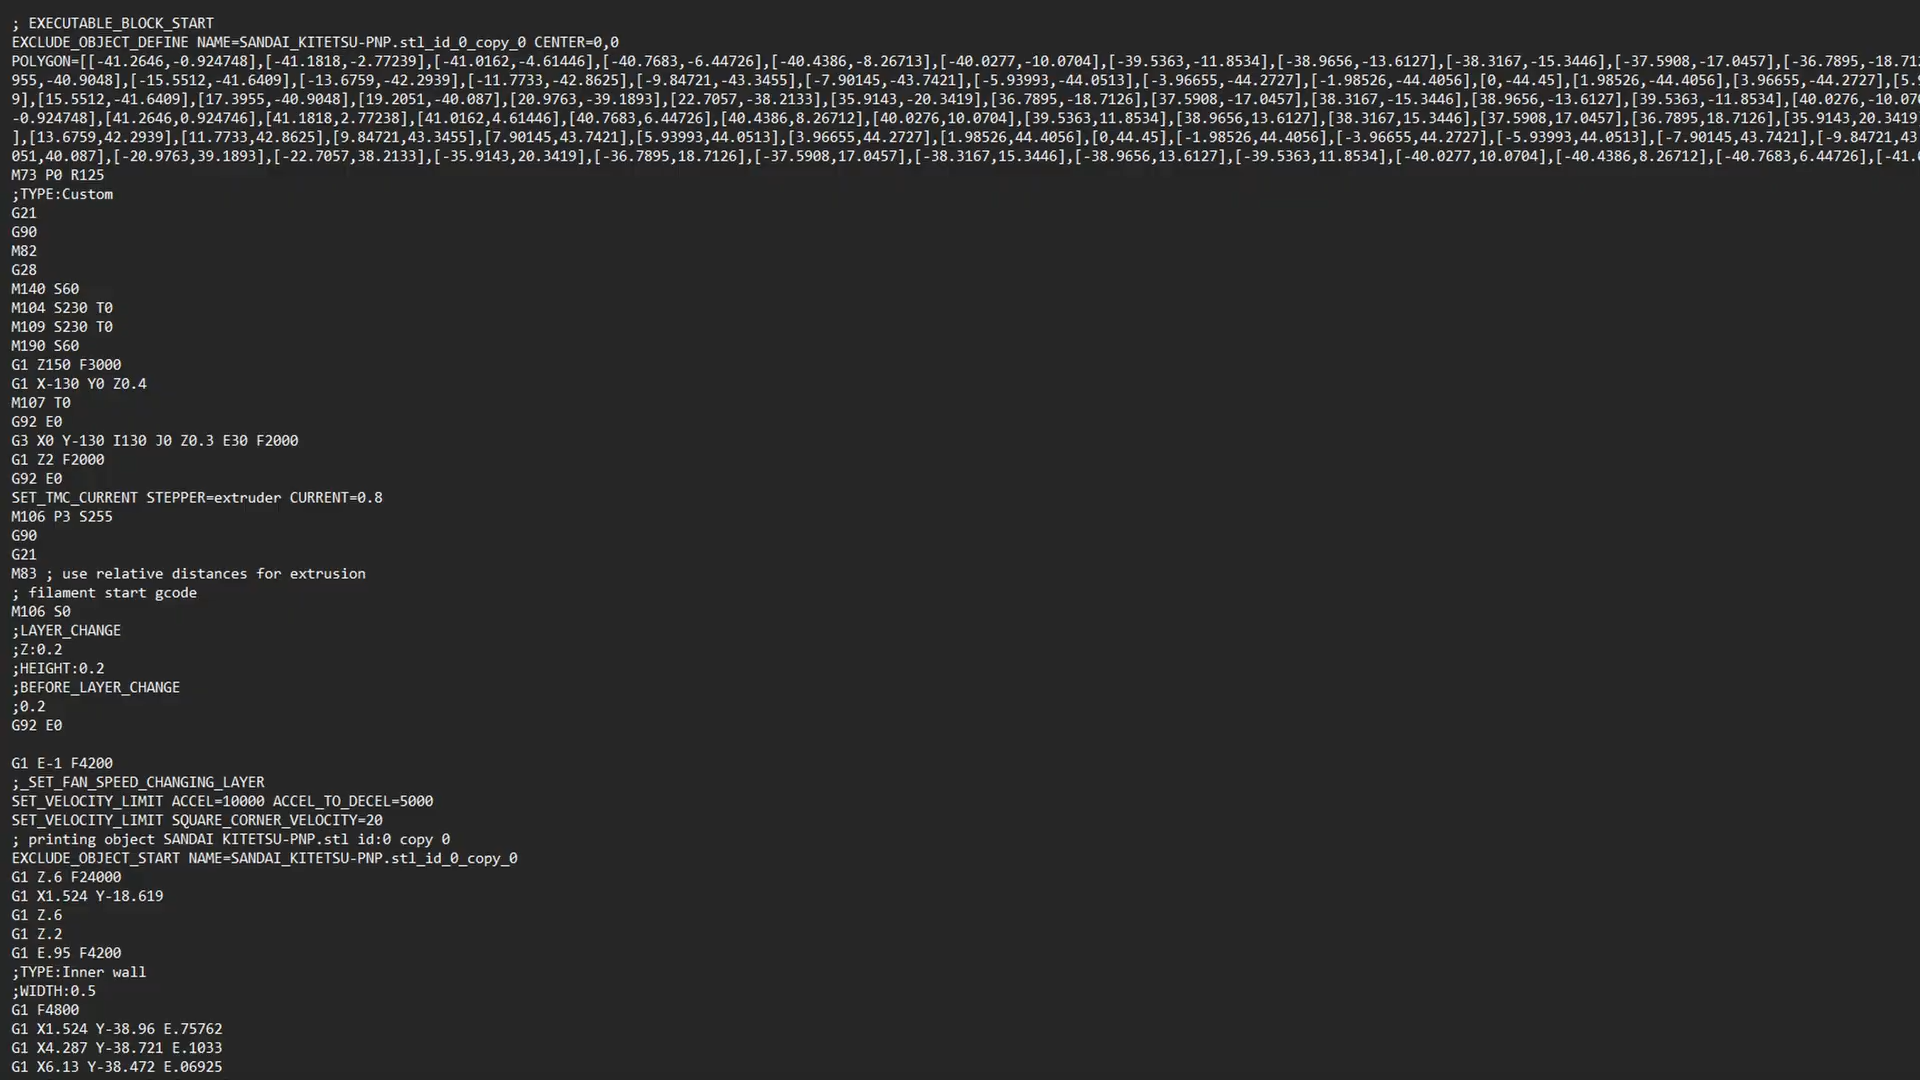 ; EXECUTABLE_BLOCK_START
EXCLUDE_OBJECT_DEFINE NAME=SANDAI_KITETSU-PNP.stl_id_0_copy_0 CENTER=0,0
POLYGON=[[-41.2646,-0.924748],[-41.1818,-2.77239],[-41.0162,-4.61446],[-40.7683,-6.44726],[-40.4386,-8.26713],[-40.0277,-10.0704],[-39.5363,-11.8534],[-38.9656,-13.6127],[-38.3167,-15.3446],[-37.5908,-17.0457],[-36.7895,-18.712
955,-40.9048],[-15.5512,-41.6409],[-13.6759,-42.2939],[-11.7733,-42.8625],[-9.84721,-43.3455],[-7.90145,-43.7421],[-5.93993,-44.0513],[-3.96655,-44.2727],[-1.98526,-44.4056],[0,-44.45],[1.98526,-44.4056],[3.96655,-44.2727],[5.9
9],[15.5512,-41.6409],[17.3955,-40.9048],[19.2051,-40.087],[20.9763,-39.1893],[22.7057,-38.2133],[35.9143,-20.3419],[36.7895,-18.7126],[37.5908,-17.0457],[38.3167,-15.3446],[38.9656,-13.6127],[39.5363,-11.8534],[40.0276,-10.070
-0.924748],[41.2646,0.924746],[41.1818,2.77238],[41.0162,4.61446],[40.7683,6.44726],[40.4386,8.26712],[40.0276,10.0704],[39.5363,11.8534],[38.9656,13.6127],[38.3167,15.3446],[37.5908,17.0457],[36.7895,18.7126],[35.9143,20.3419]
],[13.6759,42.2939],[11.7733,42.8625],[9.84721,43.3455],[7.90145,43.7421],[5.93993,44.0513],[3.96655,44.2727],[1.98526,44.4056],[0,44.45],[-1.98526,44.4056],[-3.96655,44.2727],[-5.93993,44.0513],[-7.90145,43.7421],[-9.84721,43
051,40.087],[-20.9763,39.1893],[-22.7057,38.2133],[-35.9143,20.3419],[-36.7895,18.7126],[-37.5908,17.0457],[-38.3167,15.3446],[-38.9656,13.6127],[-39.5363,11.8534],[-40.0277,10.0704],[-40.4386,8.26712],[-40.7683,6.44726],[-41.0
M73 P0 R125
;TYPE:Custom
G21
G90
M82
G28
M140 S60
M104 S230 T0
M109 S230 T0
M190 S60
G1 Z150 F3000
G1 X-130 Y0 Z0.4
M107 T0
G92 E0
G3 X0 Y-130 I130 J0 Z0.3 E30 F2000
G1 Z2 F2000
G92 E0
SET_TMC_CURRENT STEPPER=extruder CURRENT=0.8
M106 P3 S255
G90
G21
M83 ; use relative distances for extrusion
; filament start gcode
M106 S0
;LAYER_CHANGE
;Z:0.2
;HEIGHT:0.2
;BEFORE_LAYER_CHANGE
;0.2
G92 E0
G1 E-1 F4200
;_SET_FAN_SPEED_CHANGING_LAYER
SET_VELOCITY_LIMIT ACCEL=10000 ACCEL_TO_DECEL=5000
SET_VELOCITY_LIMIT SQUARE_CORNER_VELOCITY=20
; printing object SANDAI KITETSU-PNP.stl id:0 copy 0
EXCLUDE_OBJECT_START NAME=SANDAI_KITETSU-PNP.stl_id_0_copy_0
G1 Z.6 F24000
G1 X1.524 Y-18.619
G1 Z.6
G1 Z.2
G1 E.95 F4200
;TYPE:Inner wall
;WIDTH:0.5
G1 F4800
G1 X1.524 Y-38.96 E.75762
G1 X4.287 Y-38.721 E.1033
G1 X6.13 Y-38.472 E.06925